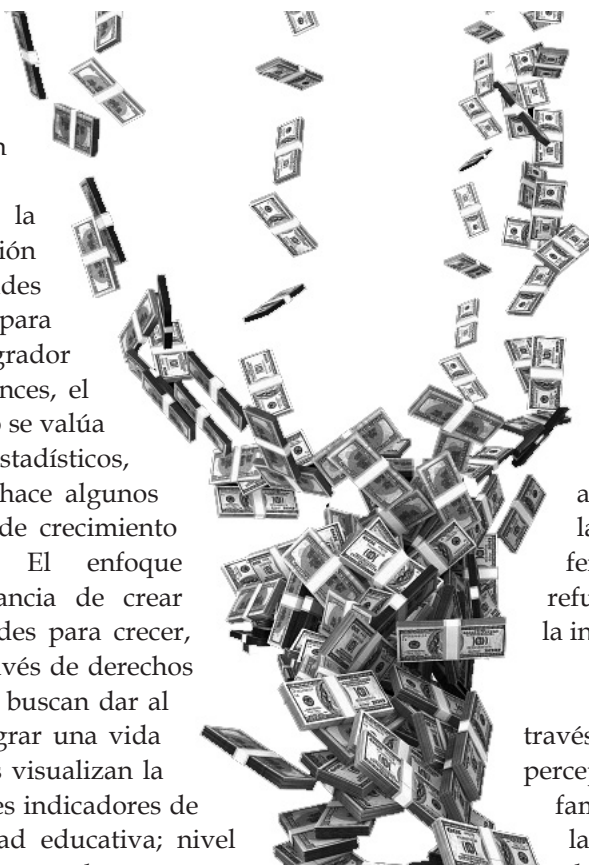 la
ión
des
para
grador
nces, el
o se valúa
stadísticos,
hace algunos
de crecimiento
El enfoque
ancia de crear
des para crecer,
vés de derechos
buscan dar al
grar una vida
s visualizan la
es indicadores de
ad educativa; nivel
a
la
fe
refu
la in
través
percep
fam
la